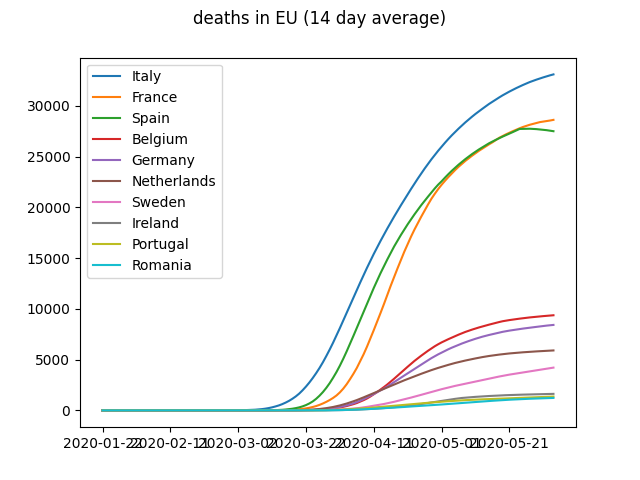 deaths in EU (14 day average)
Italy
France
Spain
Belgium
Germany
Netherlands
Sweden
Ireland
Portugal
Romania
30000
25000
20000
15000
10000
5000
0
2020-01-22 2020-02-11 2020-03-02 2020-03-22 2020-04-11 2020-05-01 2020-05-21